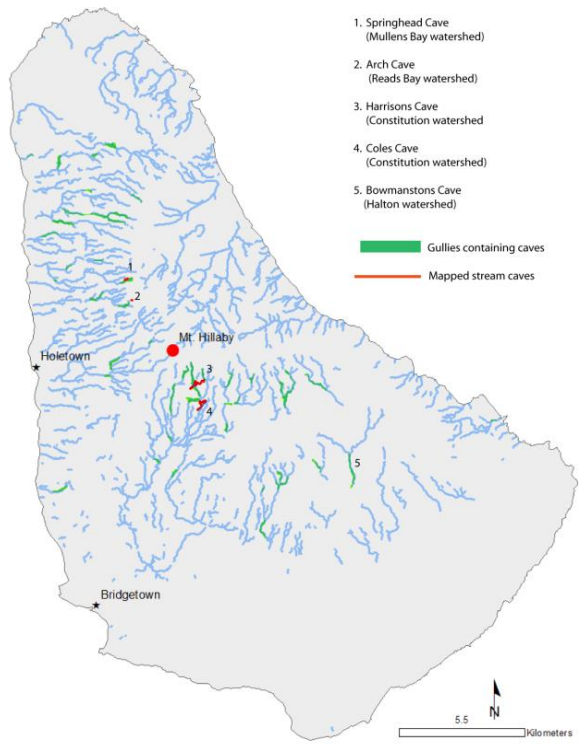 1. Springhead Cave
(Mullens Bay watershed)
2. Arch Cave
(Reads Bay watershed)
3. Harrisons Cave
(Constitution watershed
4. Coles Cave
(Constitution watershed)
5. Bowmanstons Cave
(Halton watershed)
Gullies containing caves
Mapped stream caves
1
2
Mt. Hillaby
Holetown
3
4
5
Bridgetown
N
5.5
Kilometers